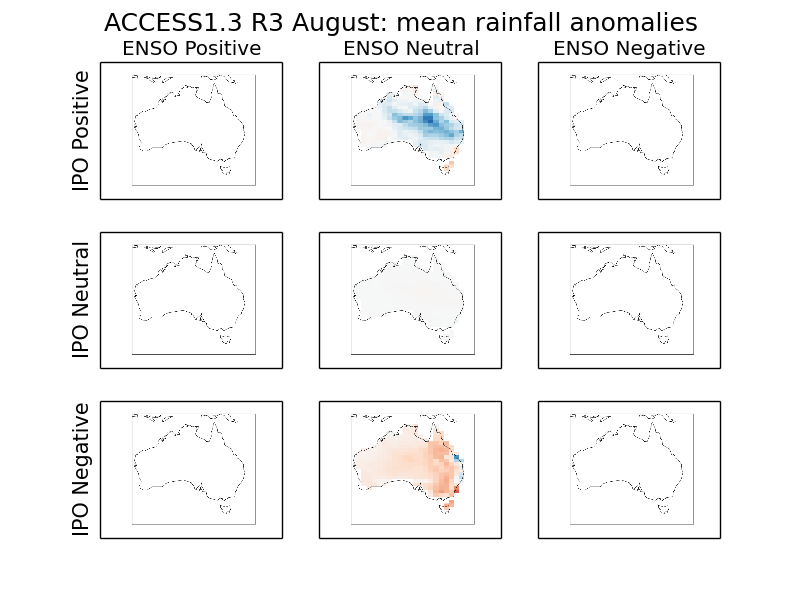 ACCESS1.3 R3 August: mean rainfall anomalies
ENSO Positive ENSO Neutral ENSO Negative
IPO Positive
IPO Neutral
IPO Negative